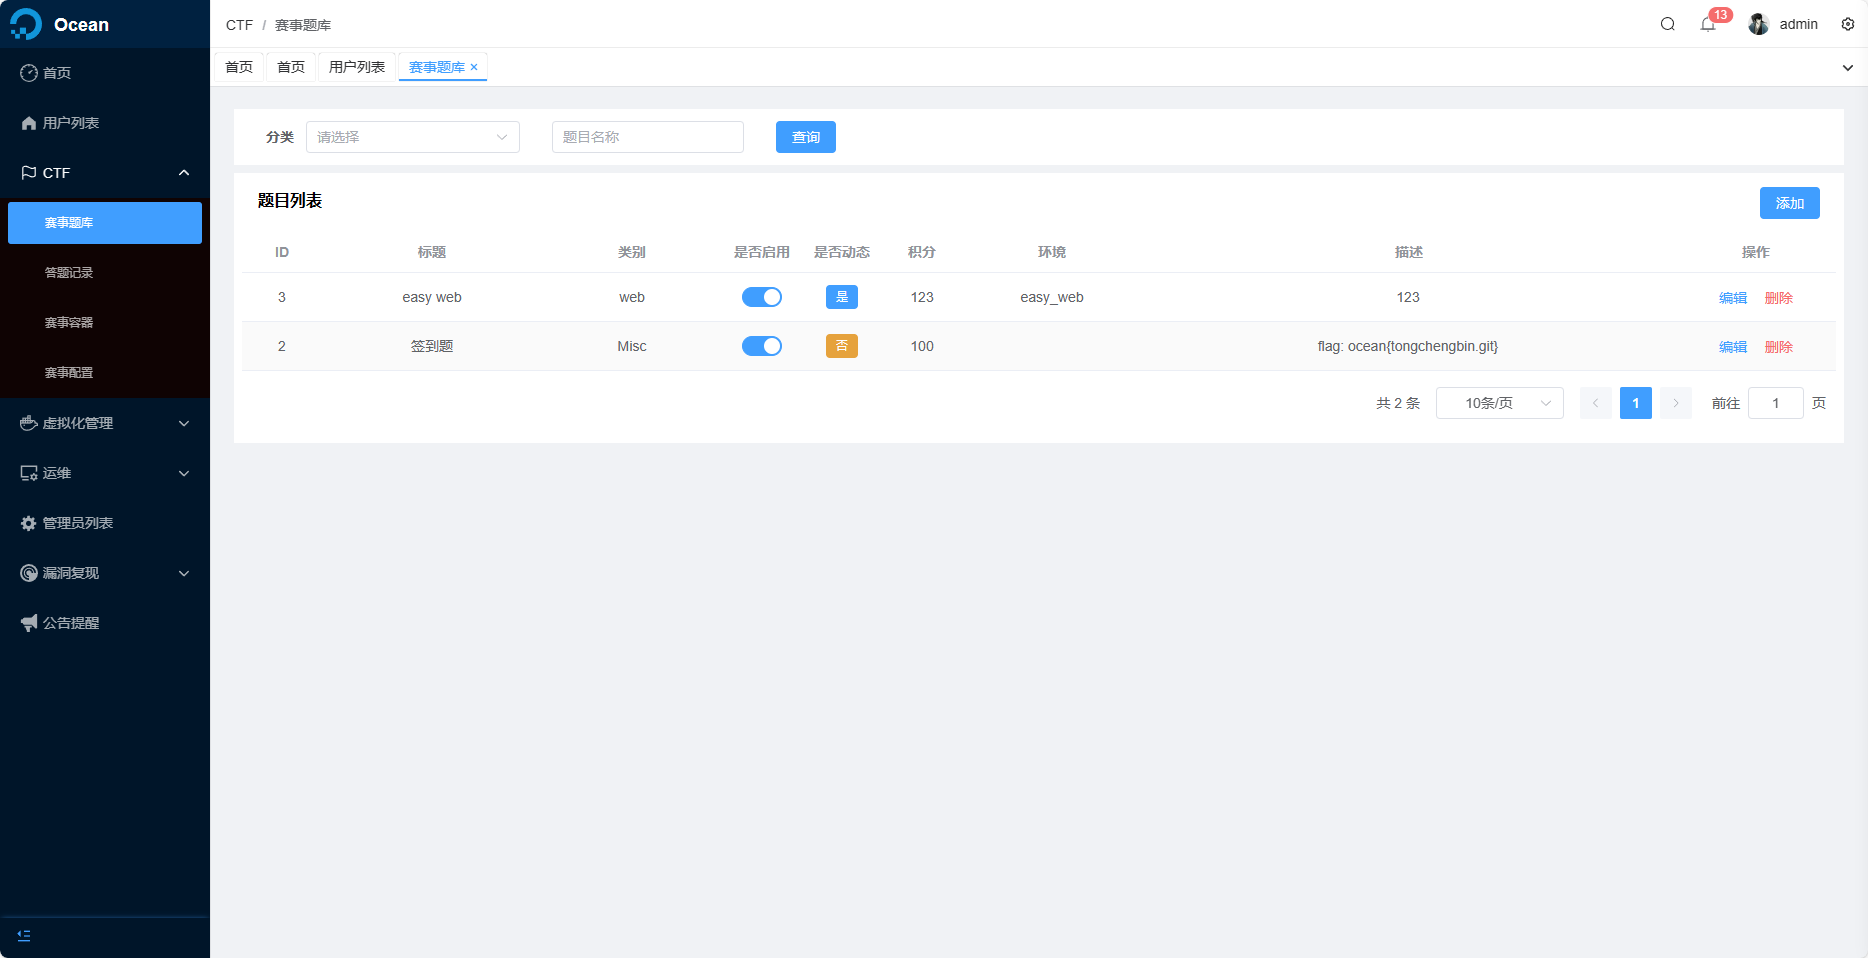 Ocean
CTF / 赛事题库
13
admin
首页
首页
用户列表
赛事题库 ×
首页
用户列表
CTF
赛事题库
答题记录
赛事容器
赛事配置
虚拟化管理
运维
管理员列表
漏洞复现
公告提醒
分类 请选择 题目名称 查询
题目列表 添加
ID 标题 类别 是否启用 是否动态 积分 环境 描述 操作
3 easy web web 是 123 easy_web 123 编辑 删除
2 签到题 Misc 否 100 flag: ocean{tongchengbin.git} 编辑 删除
共 2 条 10条/页 1 前往 1 页